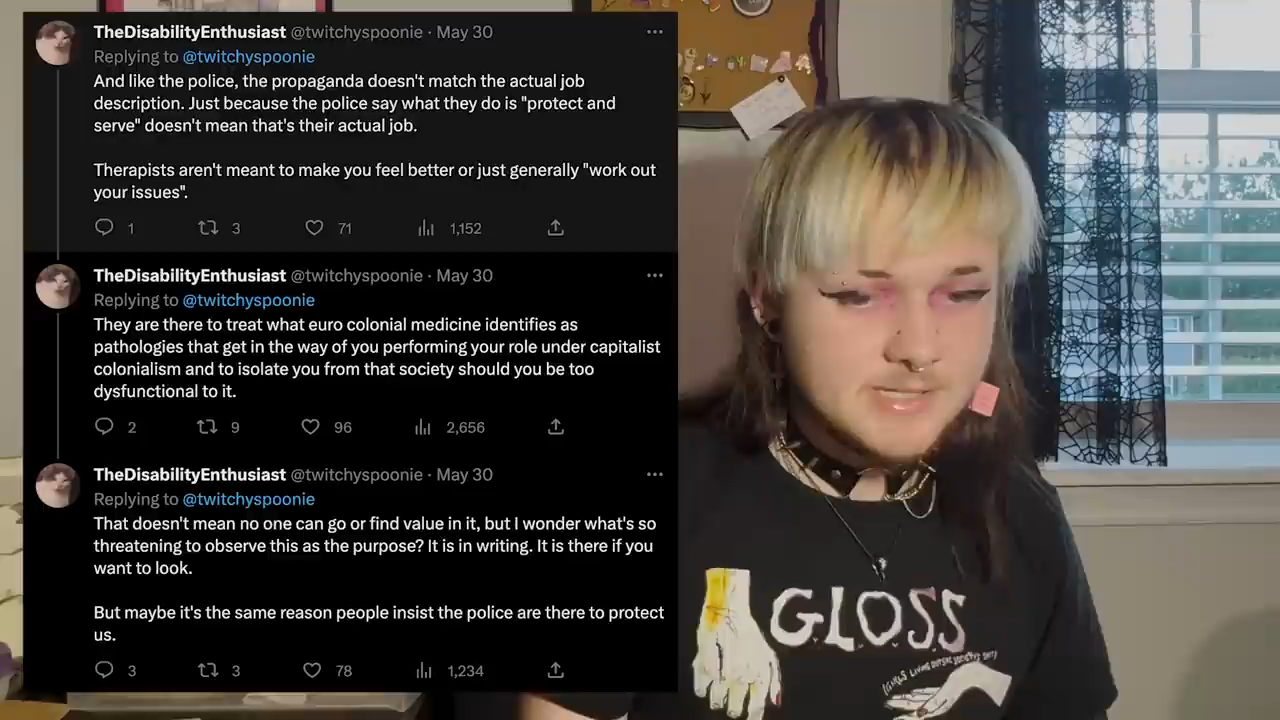 TheDisabilityEnthusiast @twitchyspoonie · May 30
Replying to @twitchyspoonie
And like the police, the propaganda doesn't match the actual job
description. Just because the police say what they do is "protect and
serve" doesn't mean that's their actual job.
Therapists aren't meant to make you feel better or just generally "work out
your issues".
1 3 71 1,152
TheDisabilityEnthusiast @twitchyspoonie · May 30
Replying to @twitchyspoonie
They are there to treat what euro colonial medicine identifies as
pathologies that get in the way of you performing your role under capitalist
colonialism and to isolate you from that society should you be too
dysfunctional to it.
2 9 96 2,656
TheDisabilityEnthusiast @twitchyspoonie · May 30
Replying to @twitchyspoonie
That doesn't mean no one can go or find value in it, but I wonder what's so
threatening to observe this as the purpose? It is in writing. It is there if you
want to look.
But maybe it's the same reason people insist the police are there to protect
us.
3 3 78 1,234
G.L.O.S.S.
(GIRLS LIVING OUTSIDE SOCIETY'S SHIT)